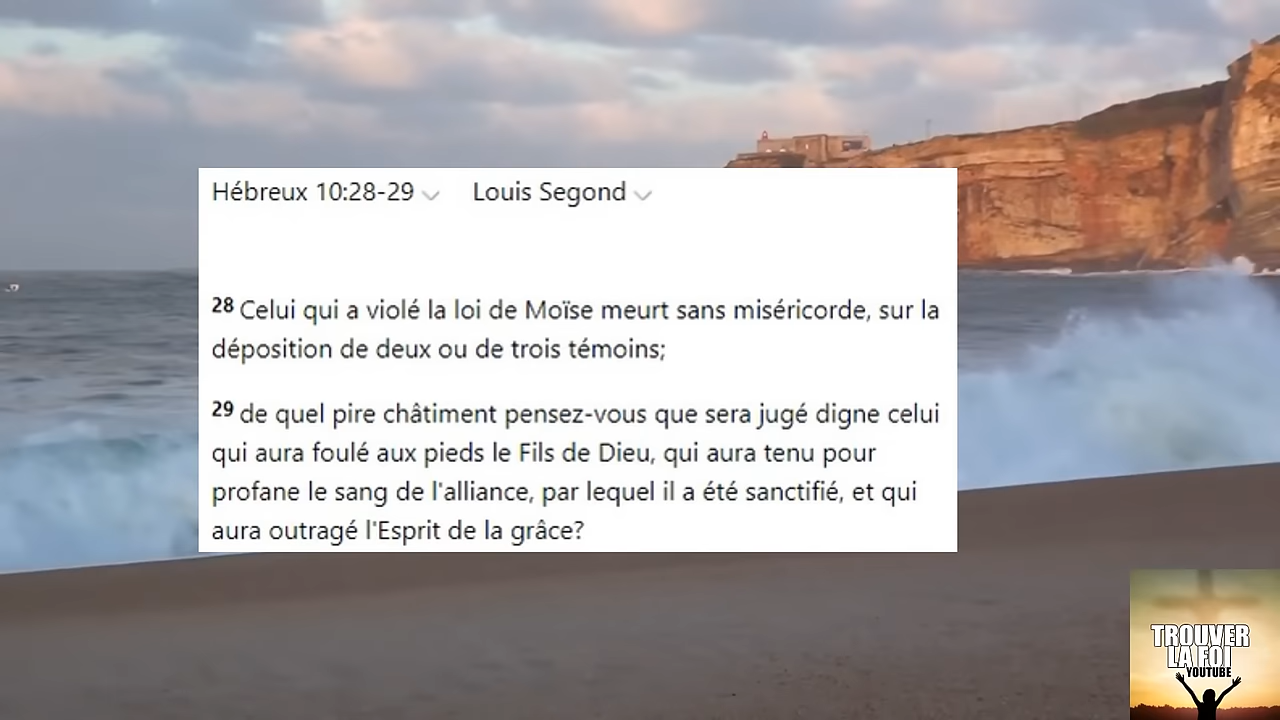 Hébreux 10:28-29 Louis Segond
28 Celui qui a violé la loi de Moïse meurt sans miséricorde, sur la
déposition de deux ou de trois témoins;
29 de quel pire châtiment pensez-vous que sera jugé digne celui
qui aura foulé aux pieds le Fils de Dieu, qui aura tenu pour
profane le sang de l'alliance, par lequel il a été sanctifié, et qui
aura outragé l'Esprit de la grâce?
TROUVER
LA FOI
YOUTUBE